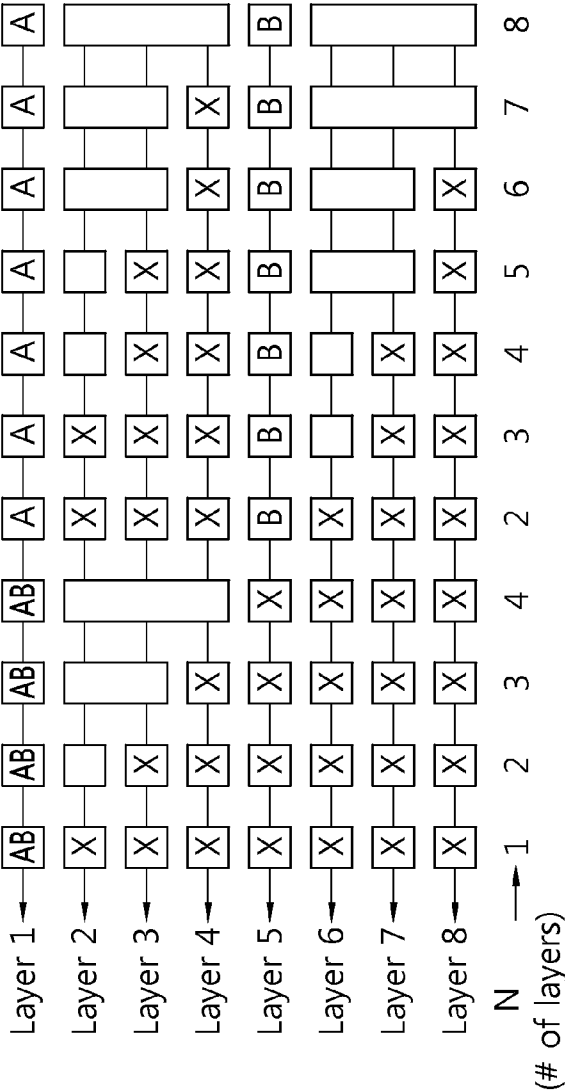 Layer 1 AB AB AB AB A A A A A A A
Layer 2 X X X
Layer 3 X X X X X X
Layer 4 X X X X X X X X X
Layer 5 X X X X B B B B B B B
Layer 6 X X X X X
Layer 7 X X X X X X X
Layer 8 X X X X X X X X X
N 1 2 3 4 2 3 4 5 6 7 8
(# of layers)